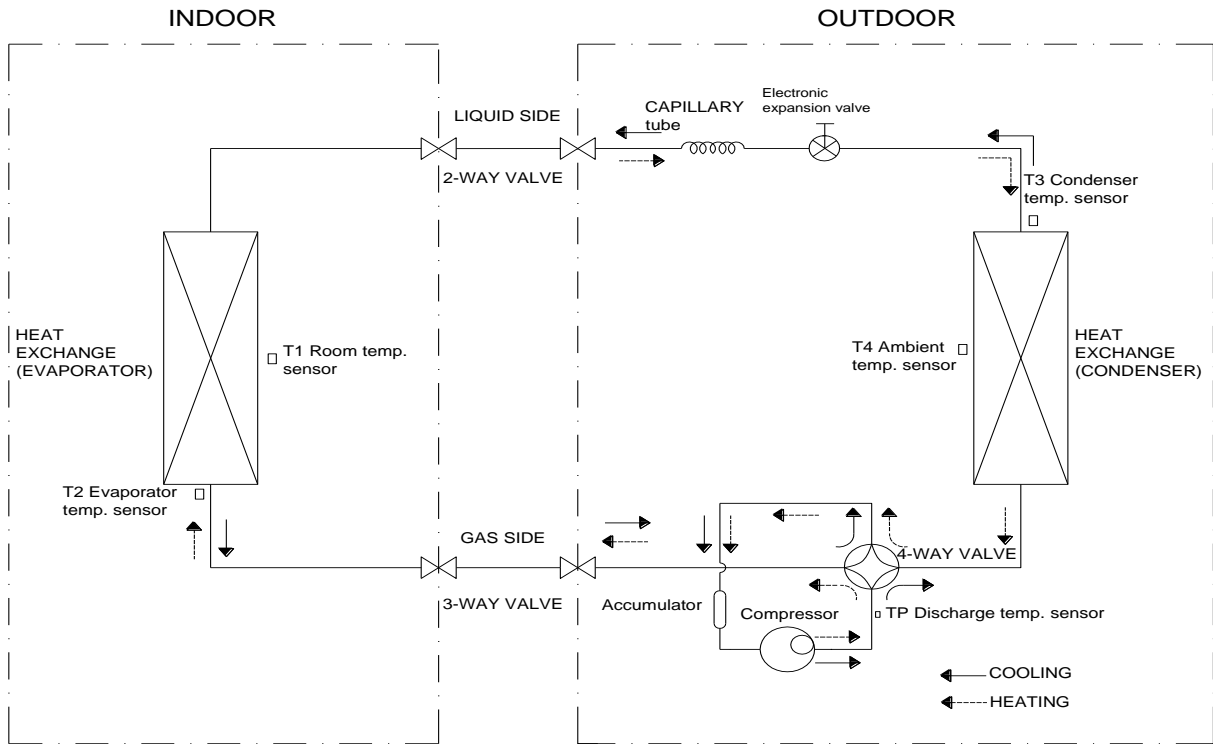 INDOOR
OUTDOOR
LIQUID SIDE
2-WAY VALVE
CAPILLARY
tube
Electronic
expansion valve
T3 Condenser
temp. sensor
HEAT
EXCHANGE
(EVAPORATOR)
T1 Room temp.
sensor
T4 Ambient
temp. sensor
HEAT
EXCHANGE
(CONDENSER)
T2 Evaporator
temp. sensor
GAS SIDE
3-WAY VALVE
4-WAY VALVE
Accumulator
Compressor
TP Discharge temp. sensor
COOLING
HEATING